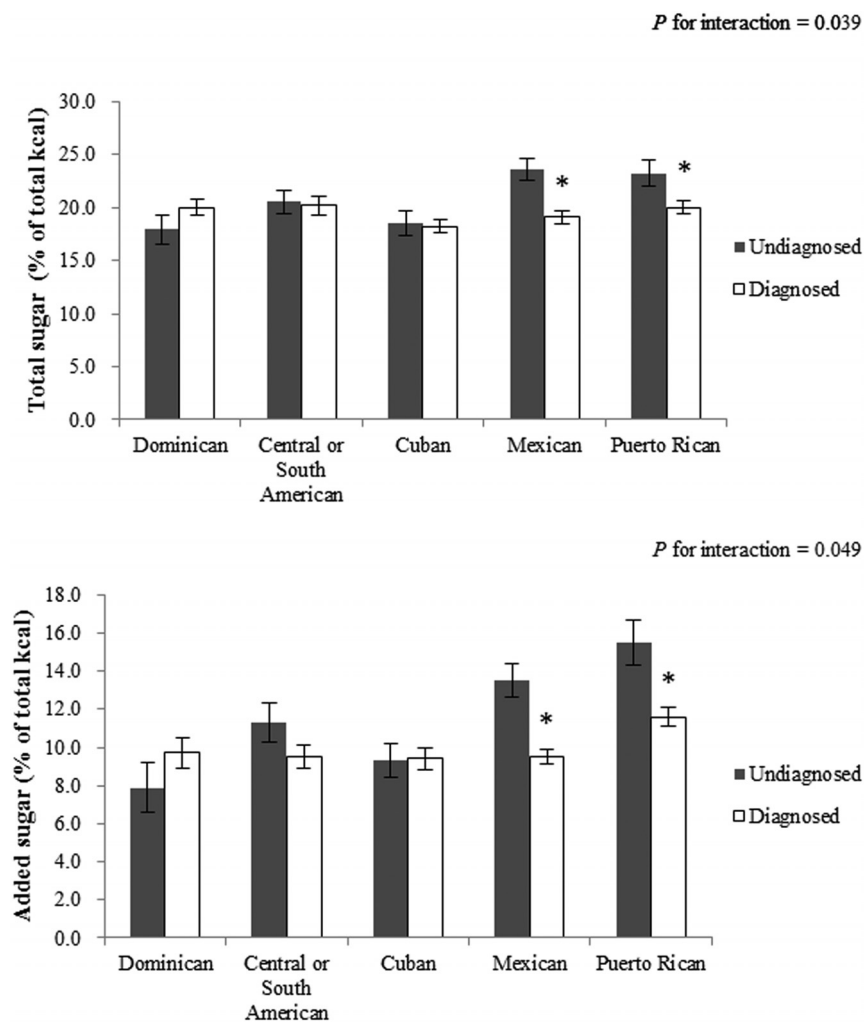 P for interaction = 0.039
Total sugar (% of total kcal)
30.0
25.0
20.0
15.0
10.0
5.0
0.0
*
*
Undiagnosed
Diagnosed
Dominican
Central or
South
American
Cuban
Mexican
Puerto Rican
P for interaction = 0.049
Added sugar (% of total kcal)
18.0
16.0
14.0
12.0
10.0
8.0
6.0
4.0
2.0
0.0
*
*
Undiagnosed
Diagnosed
Dominican
Central or
South
American
Cuban
Mexican
Puerto Rican